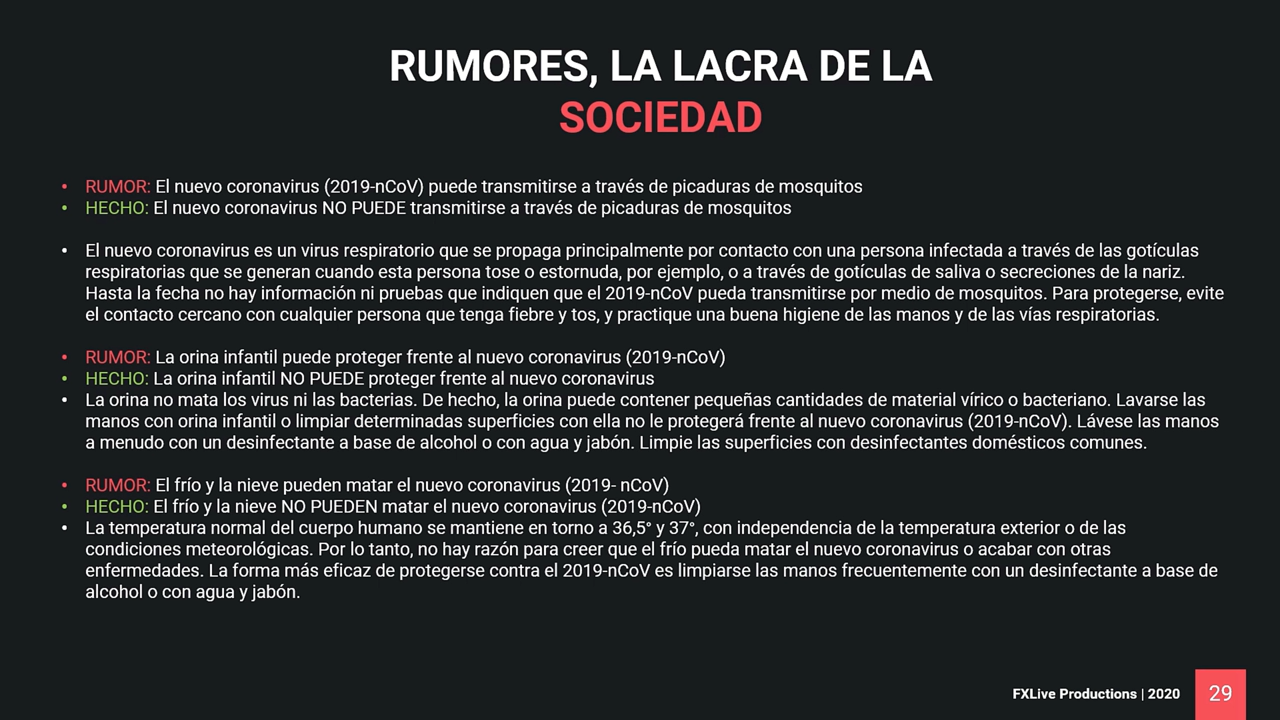 RUMORES, LA LACRA DE LA
SOCIEDAD
• RUMOR: El nuevo coronavirus (2019-nCoV) puede transmitirse a través de picaduras de mosquitos
• HECHO: El nuevo coronavirus NO PUEDE transmitirse a través de picaduras de mosquitos
• El nuevo coronavirus es un virus respiratorio que se propaga principalmente por contacto con una persona infectada a través de las gotículas
respiratorias que se generan cuando esta persona tose o estornuda, por ejemplo, o a través de gotículas de saliva o secreciones de la nariz.
Hasta la fecha no hay información ni pruebas que indiquen que el 2019-nCoV pueda transmitirse por medio de mosquitos. Para protegerse, evite
el contacto cercano con cualquier persona que tenga fiebre y tos, y practique una buena higiene de las manos y de las vías respiratorias.
• RUMOR: La orina infantil puede proteger frente al nuevo coronavirus (2019-nCoV)
• HECHO: La orina infantil NO PUEDE proteger frente al nuevo coronavirus
• La orina no mata los virus ni las bacterias. De hecho, la orina puede contener pequeñas cantidades de material vírico o bacteriano. Lavarse las
manos con orina infantil o limpiar determinadas superficies con ella no le protegerá frente al nuevo coronavirus (2019-nCoV). Lávese las manos
a menudo con un desinfectante a base de alcohol o con agua y jabón. Limpie las superficies con desinfectantes domésticos comunes.
• RUMOR: El frío y la nieve pueden matar el nuevo coronavirus (2019- nCoV)
• HECHO: El frío y la nieve NO PUEDEN matar el nuevo coronavirus (2019-nCoV)
• La temperatura normal del cuerpo humano se mantiene en torno a 36,5° y 37°, con independencia de la temperatura exterior o de las
condiciones meteorológicas. Por lo tanto, no hay razón para creer que el frío pueda matar el nuevo coronavirus o acabar con otras
enfermedades. La forma más eficaz de protegerse contra el 2019-nCoV es limpiarse las manos frecuentemente con un desinfectante a base de
alcohol o con agua y jabón.
FXLive Productions | 2020 29